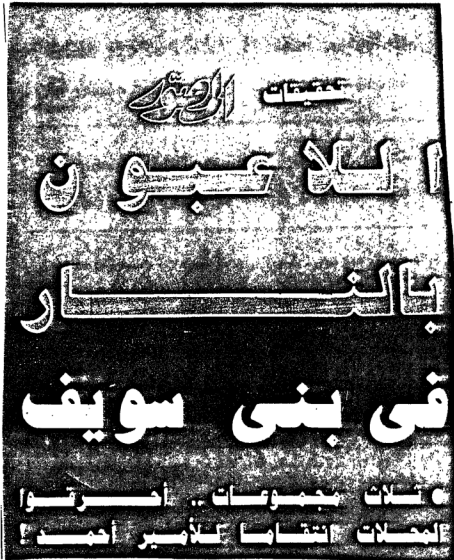 تحقيقات المصور
اللاعبون
بالنار
فى بنى سويف
• ثلاث مجموعات .. أحرقوا
المحلات انتقاما للأمير أحمد !